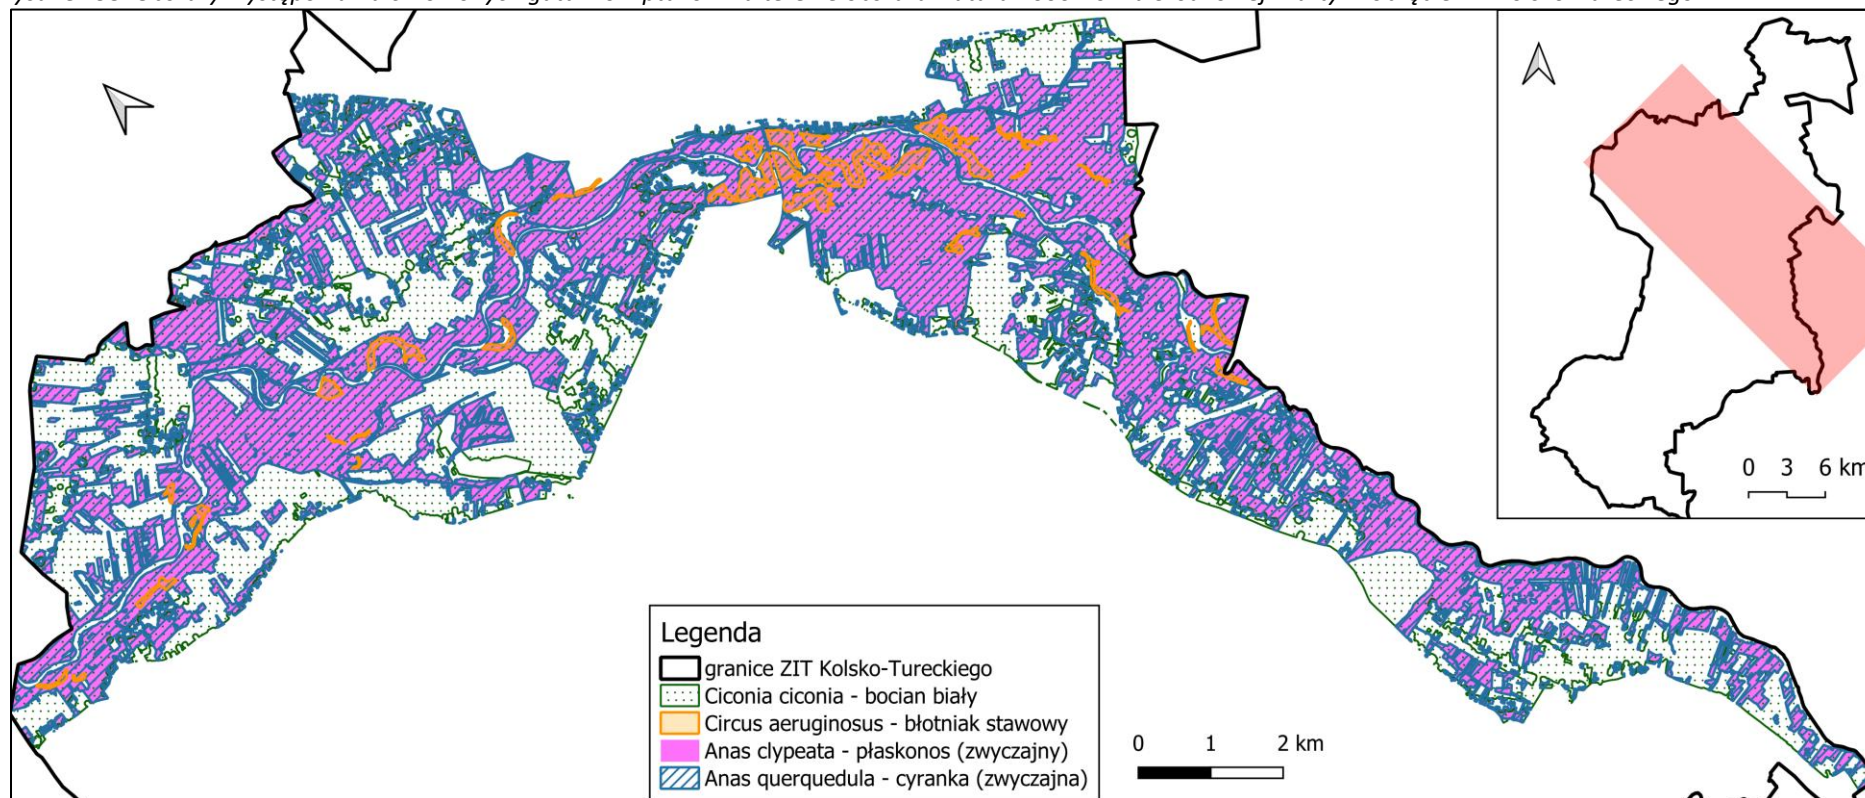 0 3 6 km
Legenda
granice ZIT Kolsko-Tureckiego
Ciconia ciconia - bocian biały
Circus aeruginosus - błotniak stawowy
Anas clypeata - płaskonos (zwyczajny)
Anas querquedula - cyranka (zwyczajna)
0 1 2 km